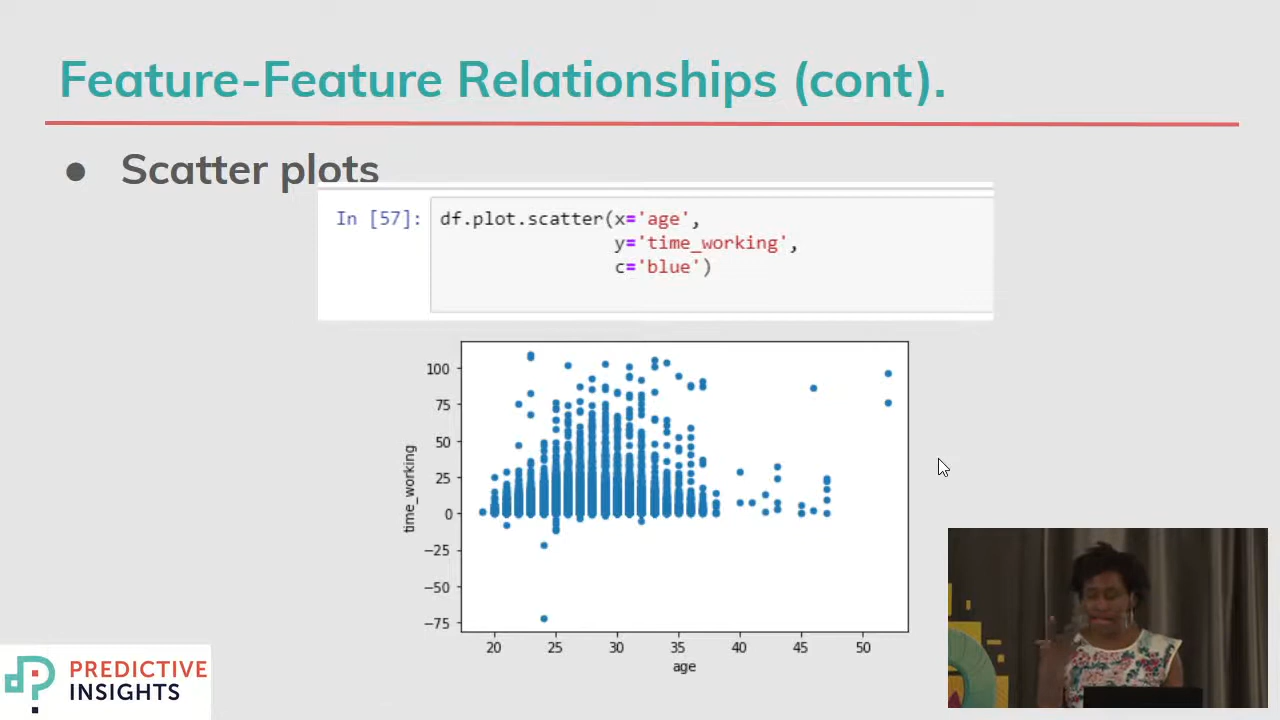 Feature-Feature Relationships (cont).
● Scatter plots
In [57]: df.plot.scatter(x='age',
y='time_working',
c='blue')
100
75
50
25
0
−25
−50
−75
time_working
20 25 30 35 40 45 50
age
PREDICTIVE
INSIGHTS